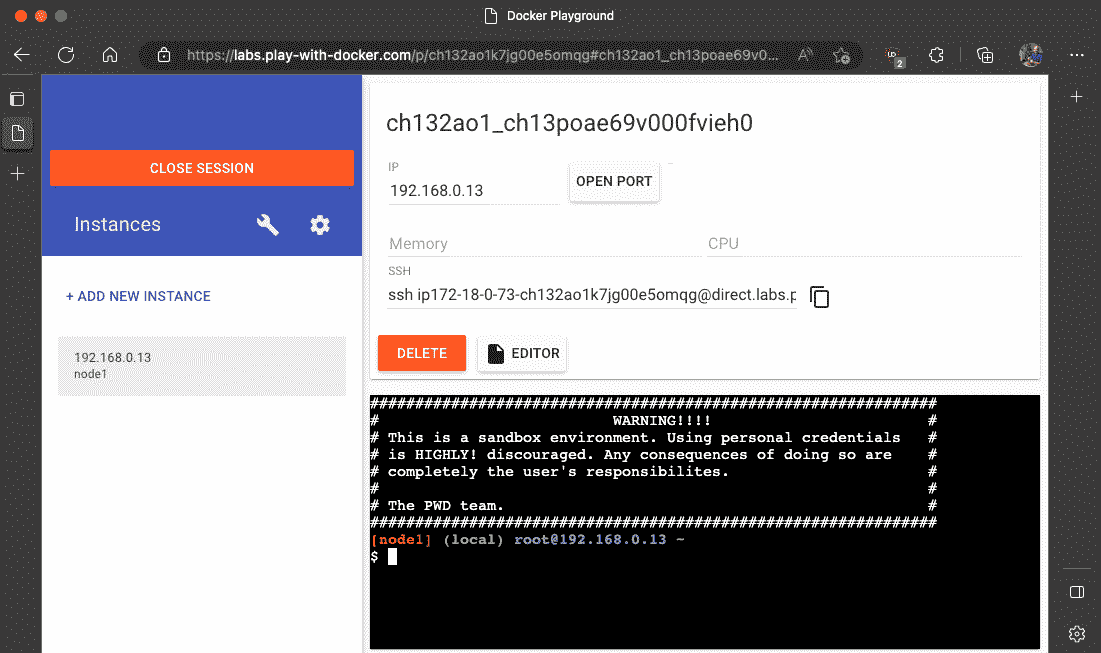 Docker Playground
https://labs.play-with-docker.com/p/ch132ao1k7jg00e5omqg#ch132ao1_ch13poae69v0...
2
CLOSE SESSION
Instances
+ ADD NEW INSTANCE
192.168.0.13
node1
ch132ao1_ch13poae69v000fvieh0
IP
192.168.0.13
OPEN PORT
Memory
CPU
SSH
ssh ip172-18-0-73-ch132ao1k7jg00e5omqg@direct.labs.p
DELETE
EDITOR
###############################################################
#                          WARNING!!!!                        #
# This is a sandbox environment. Using personal credentials   #
# is HIGHLY! discouraged. Any consequences of doing so are    #
# completely the user's responsibilites.                      #
#                                                             #
# The PWD team.                                               #
###############################################################
[node1] (local) root@192.168.0.13 ~
$